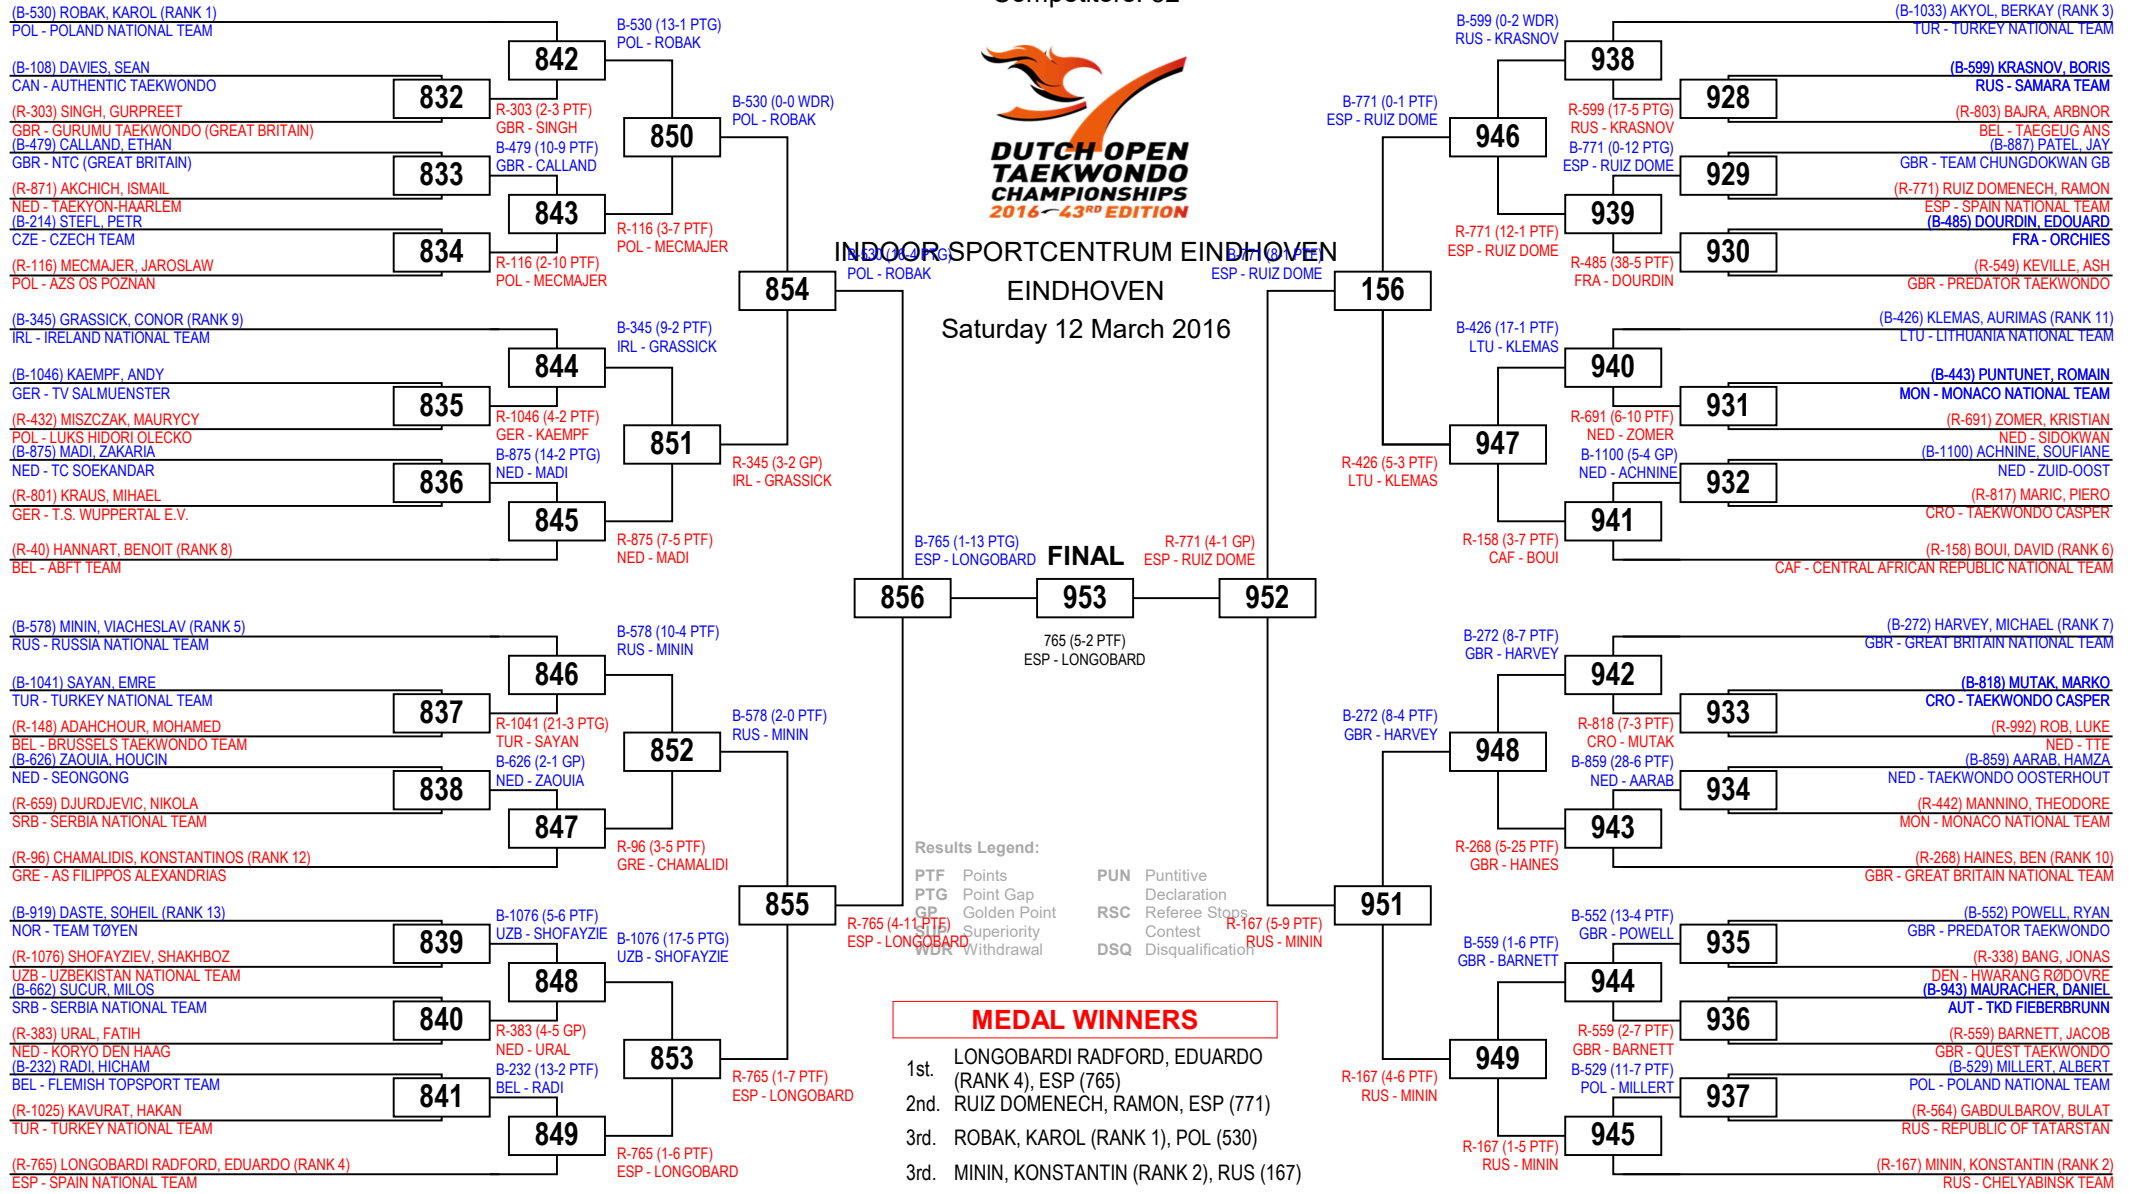 Competitors: 52
(B-530) ROBAK, KAROL (RANK 1)
POL - POLAND NATIONAL TEAM
(B-108) DAVIES, SEAN
CAN - AUTHENTIC TAEKWONDO
(R-303) SINGH, GURPREET
GBR - GURUMU TAEKWONDO (GREAT BRITAIN)
(B-479) CALLAND, ETHAN
GBR - NTC (GREAT BRITAIN)
(R-871) AKCHICH, ISMAIL
NED - TAEKYON-HAARLEM
(B-214) STEFL, PETR
CZE - CZECH TEAM
(R-116) MECMAJER, JAROSLAW
POL - AZS OS POZNAN
(B-345) GRASSICK, CONOR (RANK 9)
IRL - IRELAND NATIONAL TEAM
(B-1046) KAEMPF, ANDY
GER - TV SALMUENSTER
(R-432) MISZCZAK, MAURYCY
POL - LUKS HIDORI OLECKO
(B-875) MADI, ZAKARIA
NED - TC SOEKANDAR
(R-801) KRAUS, MIHAEL
GER - T.S. WUPPERTAL E.V.
(R-40) HANNART, BENOIT (RANK 8)
BEL - ABFT TEAM
(B-578) MININ, VIACHESLAV (RANK 5)
RUS - RUSSIA NATIONAL TEAM
(B-1041) SAYAN, EMRE
TUR - TURKEY NATIONAL TEAM
(R-148) ADAHCHOUR, MOHAMED
BEL - BRUSSELS TAEKWONDO TEAM
(B-626) ZAOUIA, HOUCIN
NED - SEONGONG
(R-659) DJURDJEVIC, NIKOLA
SRB - SERBIA NATIONAL TEAM
(R-96) CHAMALIDIS, KONSTANTINOS (RANK 12)
GRE - AS FILIPPOS ALEXANDRIAS
(B-919) DASTE, SOHEIL (RANK 13)
NOR - TEAM TØYEN
(R-1076) SHOFAYZIEV, SHAKHBOZ
UZB - UZBEKISTAN NATIONAL TEAM
(B-662) SUCUR, MILOS
SRB - SERBIA NATIONAL TEAM
(R-383) URAL, FATIH
NED - KORYO DEN HAAG
(B-232) RADI, HICHAM
BEL - FLEMISH TOPSPORT TEAM
(R-1025) KAVURAT, HAKAN
TUR - TURKEY NATIONAL TEAM
(R-765) LONGOBARDI RADFORD, EDUARDO (RANK 4)
ESP - SPAIN NATIONAL TEAM
832
833
834
835
836
837
838
839
840
841
R-303 (2-3 PTF)
GBR - SINGH
B-479 (10-9 PTF)
GBR - CALLAND
R-116 (2-10 PTF)
POL - MECMAJER
R-1046 (4-2 PTF)
GER - KAEMPF
B-875 (14-2 PTG)
NED - MADI
R-1041 (21-3 PTG)
TUR - SAYAN
B-626 (2-1 GP)
NED - ZAOUIA
B-1076 (5-6 PTF)
UZB - SHOFAYZIE
R-383 (4-5 GP)
NED - URAL
B-232 (13-2 PTF)
BEL - RADI
842
843
844
845
846
847
848
849
B-530 (13-1 PTG)
POL - ROBAK
R-116 (3-7 PTF)
POL - MECMAJER
B-345 (9-2 PTF)
IRL - GRASSICK
R-875 (7-5 PTF)
NED - MADI
B-578 (10-4 PTF)
RUS - MININ
R-96 (3-5 PTF)
GRE - CHAMALIDI
B-1076 (17-5 PTG)
UZB - SHOFAYZIE
R-765 (1-6 PTF)
ESP - LONGOBARD
850
851
852
853
B-530 (0-0 WDR)
POL - ROBAK
R-345 (3-2 GP)
IRL - GRASSICK
B-578 (2-0 PTF)
RUS - MININ
R-765 (1-7 PTF)
ESP - LONGOBARD
854
855
B-530 (16-4 PTG)
POL - ROBAK
R-765 (4-11 PTF)
ESP - LONGOBARD
856
B-765 (1-13 PTG)
ESP - LONGOBARD
DUTCH OPEN
TAEKWONDO
CHAMPIONSHIPS
2016 43RD EDITION
INDOOR SPORTCENTRUM EINDHOVEN
EINDHOVEN
Saturday 12 March 2016
FINAL
953
765 (5-2 PTF)
ESP - LONGOBARD
R-771 (4-1 GP)
ESP - RUIZ DOME
952
B-771 (8-1 PTF)
ESP - RUIZ DOME
R-167 (5-9 PTF)
RUS - MININ
156
951
B-771 (0-1 PTF)
ESP - RUIZ DOME
R-426 (5-3 PTF)
LTU - KLEMAS
B-272 (8-4 PTF)
GBR - HARVEY
R-167 (4-6 PTF)
RUS - MININ
946
947
948
949
B-599 (0-2 WDR)
RUS - KRASNOV
R-771 (12-1 PTF)
ESP - RUIZ DOME
B-426 (17-1 PTF)
LTU - KLEMAS
R-158 (3-7 PTF)
CAF - BOUI
B-272 (8-7 PTF)
GBR - HARVEY
R-268 (5-25 PTF)
GBR - HAINES
B-559 (1-6 PTF)
GBR - BARNETT
R-167 (1-5 PTF)
RUS - MININ
938
939
940
941
942
943
944
945
R-599 (17-5 PTG)
RUS - KRASNOV
B-771 (0-12 PTG)
ESP - RUIZ DOME
R-485 (38-5 PTF)
FRA - DOURDIN
R-691 (6-10 PTF)
NED - ZOMER
B-1100 (5-4 GP)
NED - ACHNINE
R-818 (7-3 PTF)
CRO - MUTAK
B-859 (28-6 PTF)
NED - AARAB
B-552 (13-4 PTF)
GBR - POWELL
R-559 (2-7 PTF)
GBR - BARNETT
B-529 (11-7 PTF)
POL - MILLERT
928
929
930
931
932
933
934
935
936
937
(B-1033) AKYOL, BERKAY (RANK 3)
TUR - TURKEY NATIONAL TEAM
(B-599) KRASNOV, BORIS
RUS - SAMARA TEAM
(R-803) BAJRA, ARBNOR
BEL - TAEGEUG ANS
(B-887) PATEL, JAY
GBR - TEAM CHUNGDOKWAN GB
(R-771) RUIZ DOMENECH, RAMON
ESP - SPAIN NATIONAL TEAM
(B-485) DOURDIN, EDOUARD
FRA - ORCHIES
(R-549) KEVILLE, ASH
GBR - PREDATOR TAEKWONDO
(B-426) KLEMAS, AURIMAS (RANK 11)
LTU - LITHUANIA NATIONAL TEAM
(B-443) PUNTUNET, ROMAIN
MON - MONACO NATIONAL TEAM
(R-691) ZOMER, KRISTIAN
NED - SIDOKWAN
(B-1100) ACHNINE, SOUFIANE
NED - ZUID-OOST
(R-817) MARIC, PIERO
CRO - TAEKWONDO CASPER
(R-158) BOUI, DAVID (RANK 6)
CAF - CENTRAL AFRICAN REPUBLIC NATIONAL TEAM
(B-272) HARVEY, MICHAEL (RANK 7)
GBR - GREAT BRITAIN NATIONAL TEAM
(B-818) MUTAK, MARKO
CRO - TAEKWONDO CASPER
(R-992) ROB, LUKE
NED - TTE
(B-859) AARAB, HAMZA
NED - TAEKWONDO OOSTERHOUT
(R-442) MANNINO, THEODORE
MON - MONACO NATIONAL TEAM
(R-268) HAINES, BEN (RANK 10)
GBR - GREAT BRITAIN NATIONAL TEAM
(B-552) POWELL, RYAN
GBR - PREDATOR TAEKWONDO
(R-338) BANG, JONAS
DEN - HWARANG RØDOVRE
(B-943) MAURACHER, DANIEL
AUT - TKD FIEBERBRUNN
(R-559) BARNETT, JACOB
GBR - QUEST TAEKWONDO
(B-529) MILLERT, ALBERT
POL - POLAND NATIONAL TEAM
(R-564) GABDULBAROV, BULAT
RUS - REPUBLIC OF TATARSTAN
(R-167) MININ, KONSTANTIN (RANK 2)
RUS - CHELYABINSK TEAM
Results Legend:
PTF Points
PTG Point Gap
GP Golden Point
SUP Superiority
WDR Withdrawal
PUN Puntitive
Declaration
RSC Referee Stops
Contest
DSQ Disqualification
MEDAL WINNERS
1st. LONGOBARDI RADFORD, EDUARDO
(RANK 4), ESP (765)
2nd. RUIZ DOMENECH, RAMON, ESP (771)
3rd. ROBAK, KAROL (RANK 1), POL (530)
3rd. MININ, KONSTANTIN (RANK 2), RUS (167)